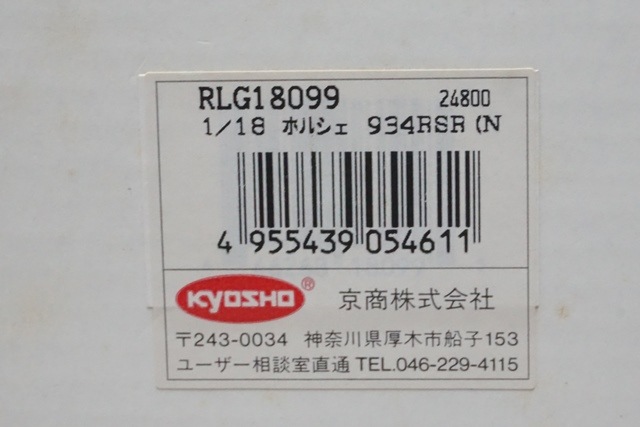 RLG18099 24800
1/18 ホルシェ 934RSR (N
4 955439 054611
KYOSHO® 京商株式会社
〒243-0034 神奈川県厚木市船子153
ユーザー相談室直通 TEL.046-229-4115